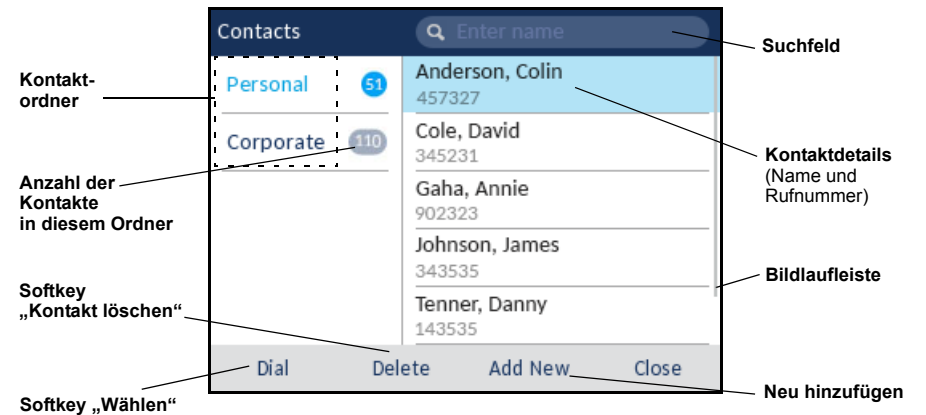 Contacts
Enter name
Suchfeld
Kontakt-
ordner
Personal
51
Anderson, Colin
457327
Corporate
110
Cole, David
345231
Kontaktdetails
(Name und
Rufnummer)
Anzahl der
Kontakte
in diesem Ordner
Gaha, Annie
902323
Johnson, James
343535
Bildlaufleiste
Softkey
„Kontakt löschen“
Tenner, Danny
143535
Dial
Delete
Add New
Close
Softkey „Wählen“
Neu hinzufügen